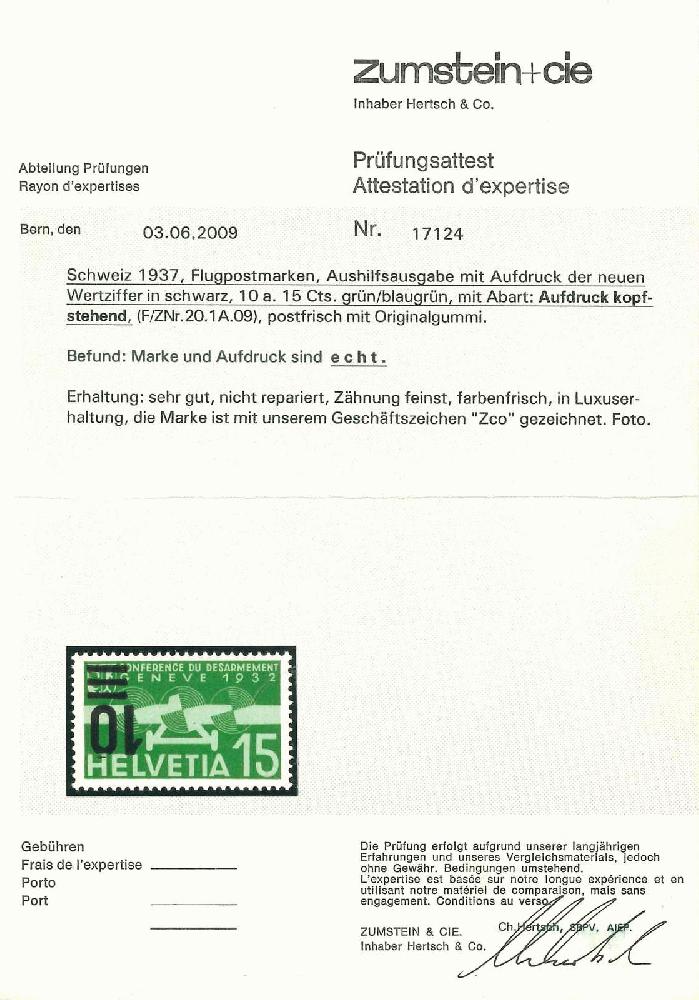 zumstein+cie
Inhaber Hertsch & Co.
Abteilung Prüfungen
Rayon d'expertises
Prüfungsattest
Attestation d'expertise
Bern, den 03.06.2009 Nr. 17124
Schweiz 1937, Flugpostmarken, Aushilfsausgabe mit Aufdruck der neuen
Wertziffer in schwarz, 10 a. 15 Cts. grün/blaugrün, mit Abart: Aufdruck kopf-
stehend, (F/ZNr.20.1A.09), postfrisch mit Originalgummi.
Befund: Marke und Aufdruck sind echt.
Erhaltung: sehr gut, nicht repariert, Zähnung feinst, farbenfrisch, in Luxuser-
haltung, die Marke ist mit unserem Geschäftszeichen "Zco" gezeichnet. Foto.
CONFERENCE DU DESARMEMENT
GENEVE 1932
10
HELVETIA 15
Gebühren
Frais de l'expertise
Porto
Port
Die Prüfung erfolgt aufgrund unserer langjährigen
Erfahrungen und unseres Vergleichsmaterials, jedoch
ohne Gewähr. Bedingungen umstehend.
L'expertise est basée sur notre longue expérience et en
utilisant notre matériel de comparaison, mais sans
engagement. Conditions au verso.
ZUMSTEIN & CIE.
Inhaber Hertsch & Co.
Ch. Hertsch, SBPV, AIEP.